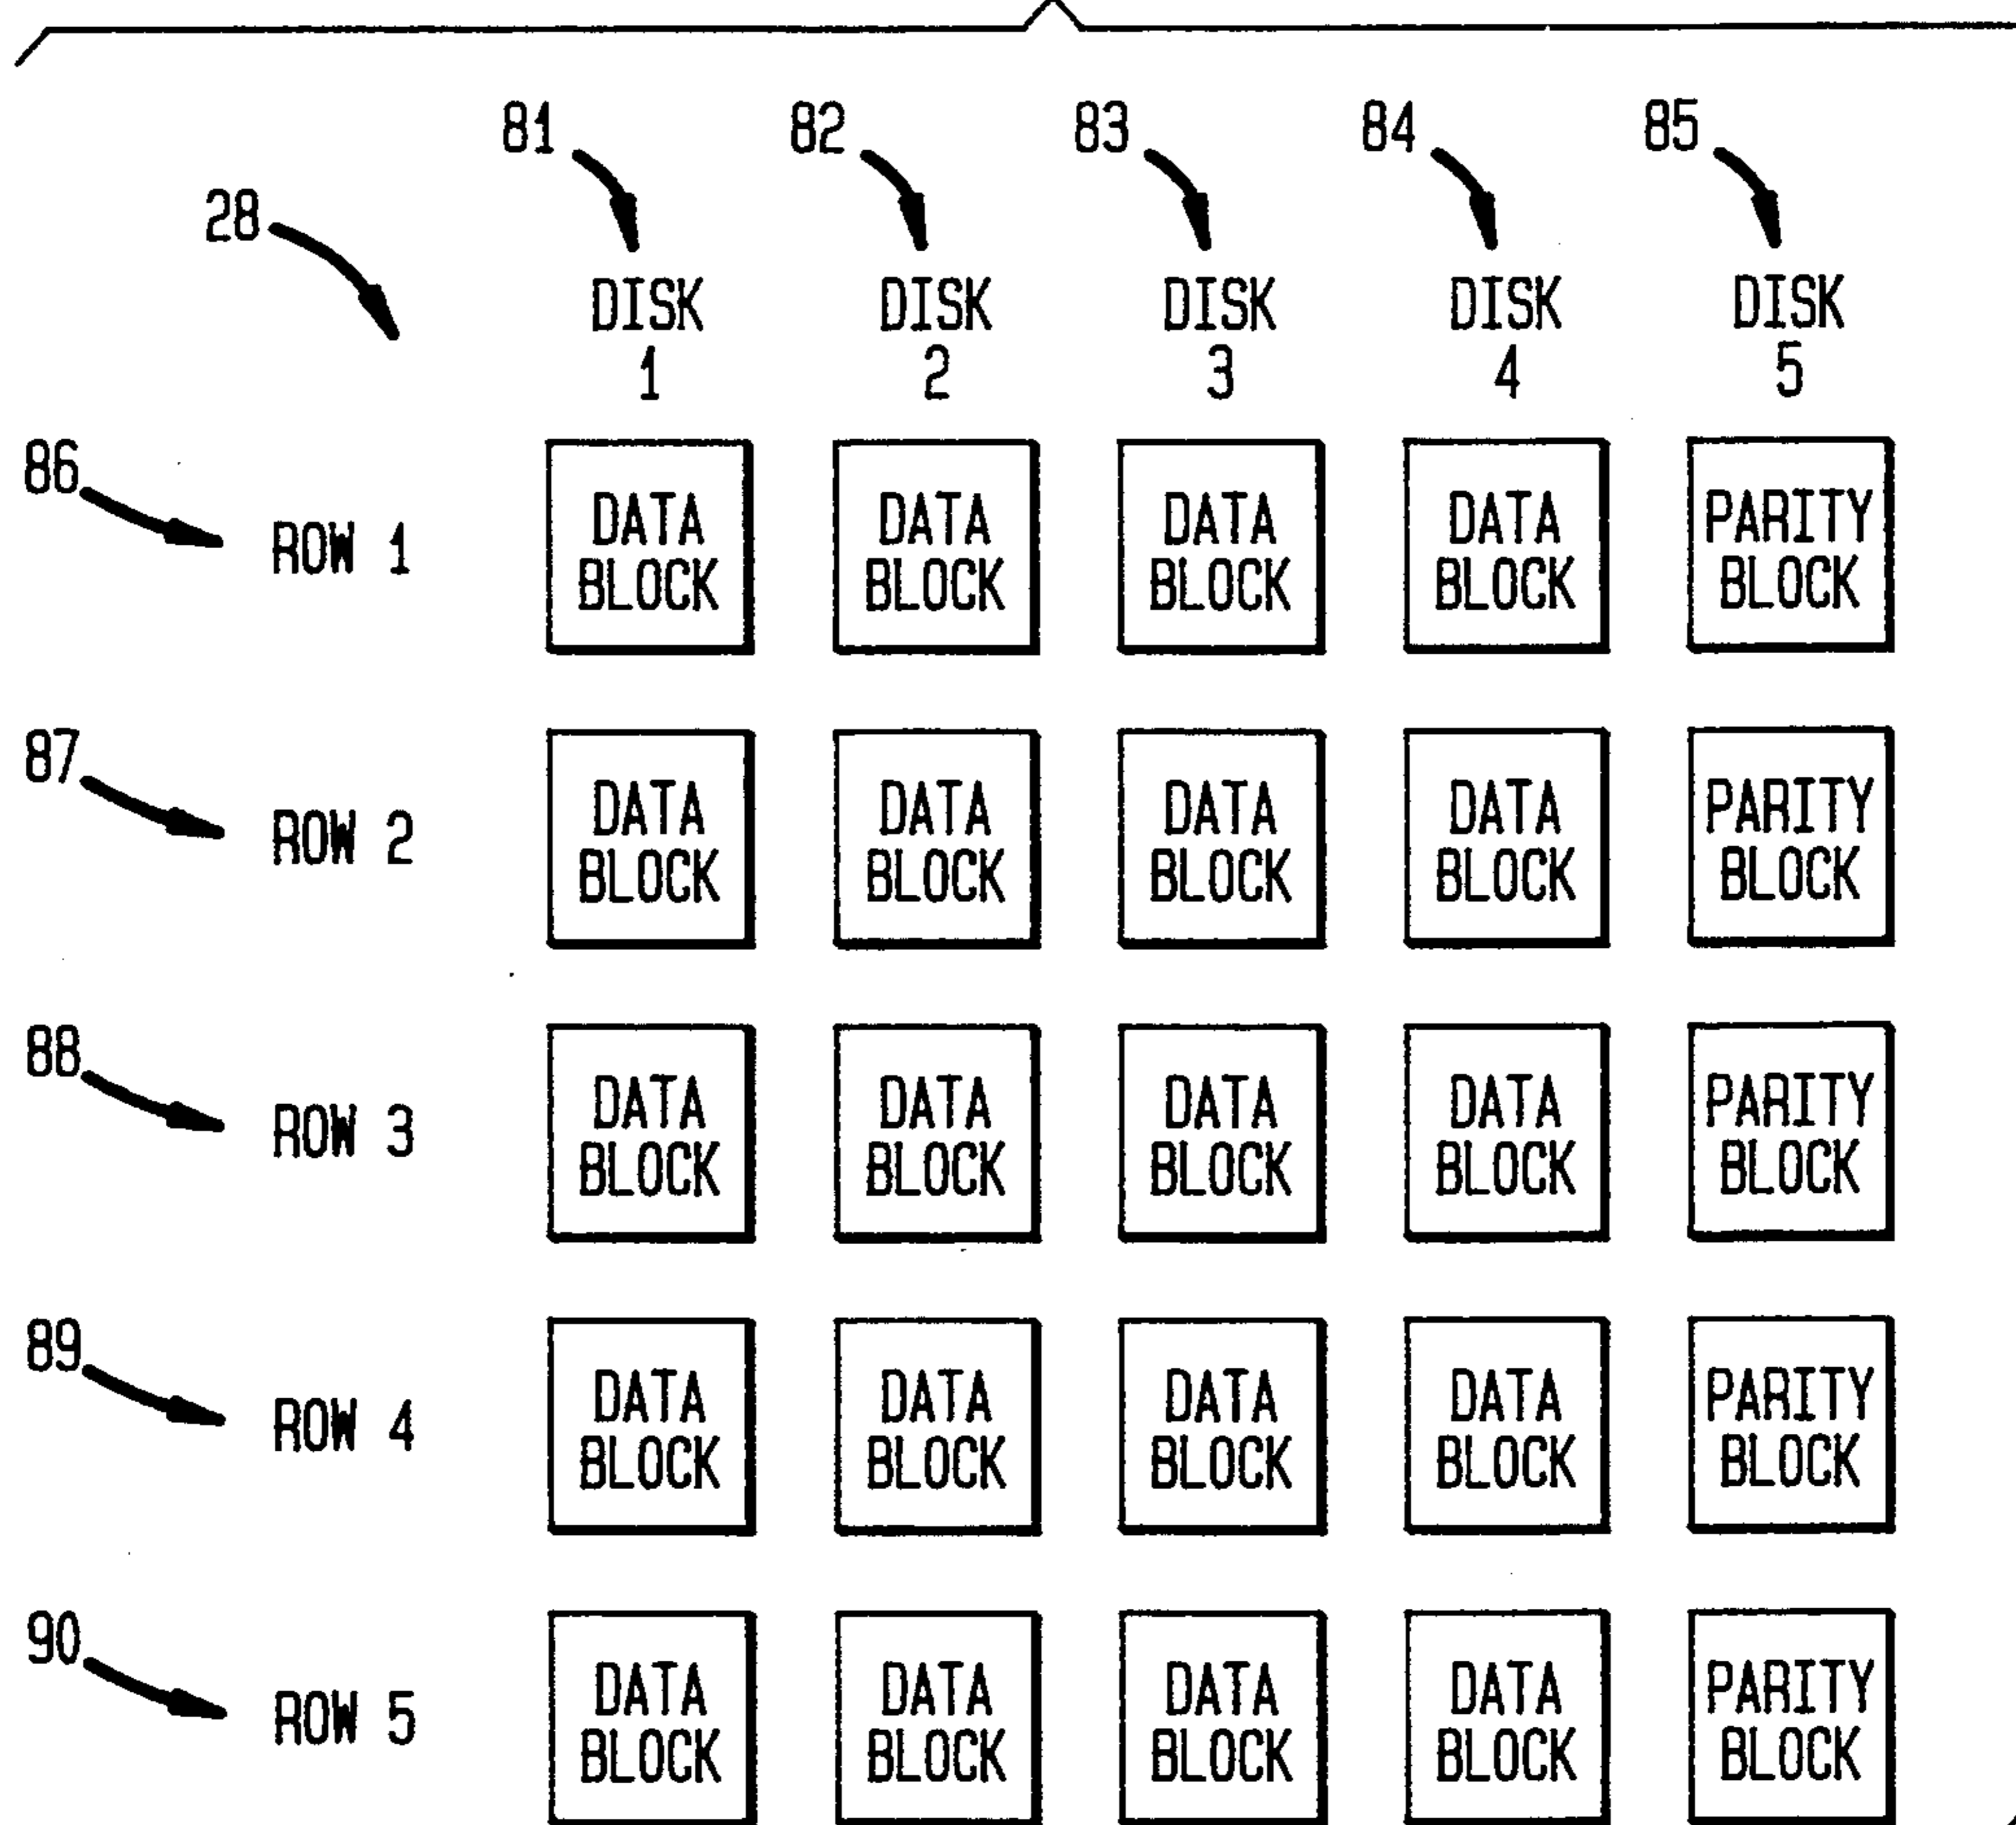 81 82 83 84 85
28
DISK DISK DISK DISK DISK
1 2 3 4 5
86
DATA DATA DATA DATA PARITY
ROW 1
BLOCK BLOCK BLOCK BLOCK BLOCK
87
DATA DATA DATA DATA PARITY
ROW 2
BLOCK BLOCK BLOCK BLOCK BLOCK
88
DATA DATA DATA DATA PARITY
ROW 3
BLOCK BLOCK BLOCK BLOCK BLOCK
89
DATA DATA DATA DATA PARITY
ROW 4
BLOCK BLOCK BLOCK BLOCK BLOCK
90
DATA DATA DATA DATA PARITY
ROW 5
BLOCK BLOCK BLOCK BLOCK BLOCK